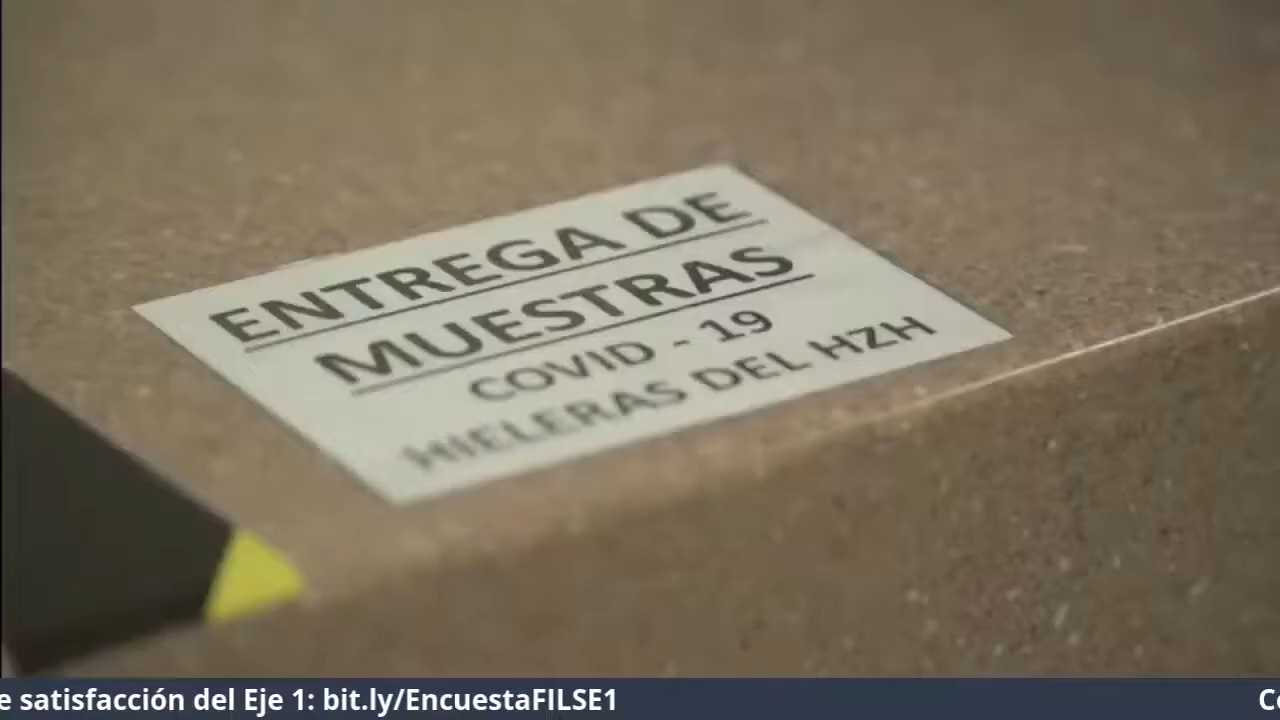 ENTREGA DE
MUESTRAS
COVID - 19
HIELERAS DEL HZH
e satisfacción del Eje 1: bit.ly/EncuestaFILSE1